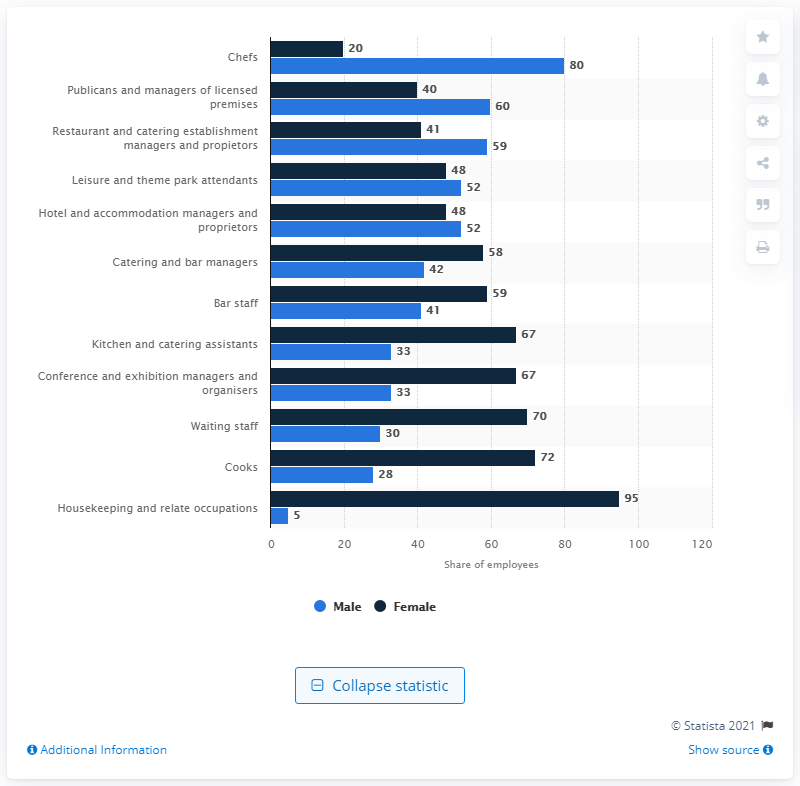 Chefs
20
80
Publicans and managers of licensed
premises
40
60
Restaurant and catering establishment
managers and propietors
41
59
Leisure and theme park attendants
48
52
Hotel and accommodation managers and
proprietors
48
52
Catering and bar managers
58
42
Bar staff
59
41
Kitchen and catering assistants
67
33
Conference and exhibition managers and
organisers
67
33
Waiting staff
70
30
Cooks
72
28
Housekeeping and relate occupations
95
5
0 20 40 60 80 100 120
Share of employees
Male Female
Collapse statistic
© Statista 2021
Additional Information Show source